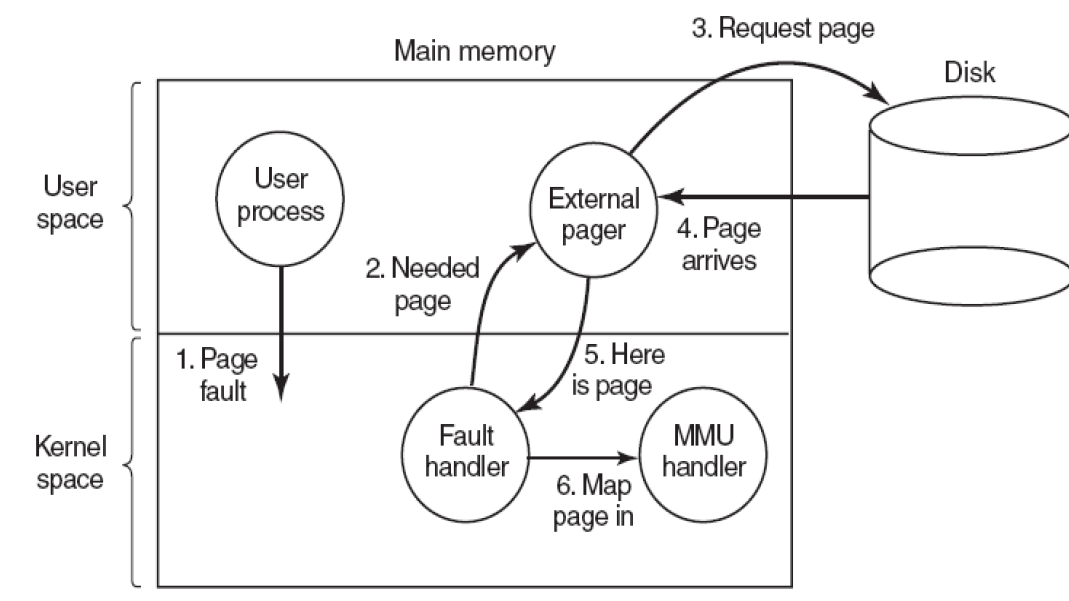 3. Request page
Main memory
Disk
User
process
External
pager
User
space
4. Page
arrives
2. Needed
page
1. Page
fault
5. Here
is page
Kernel
space
Fault
handler
MMU
handler
6. Map
page in